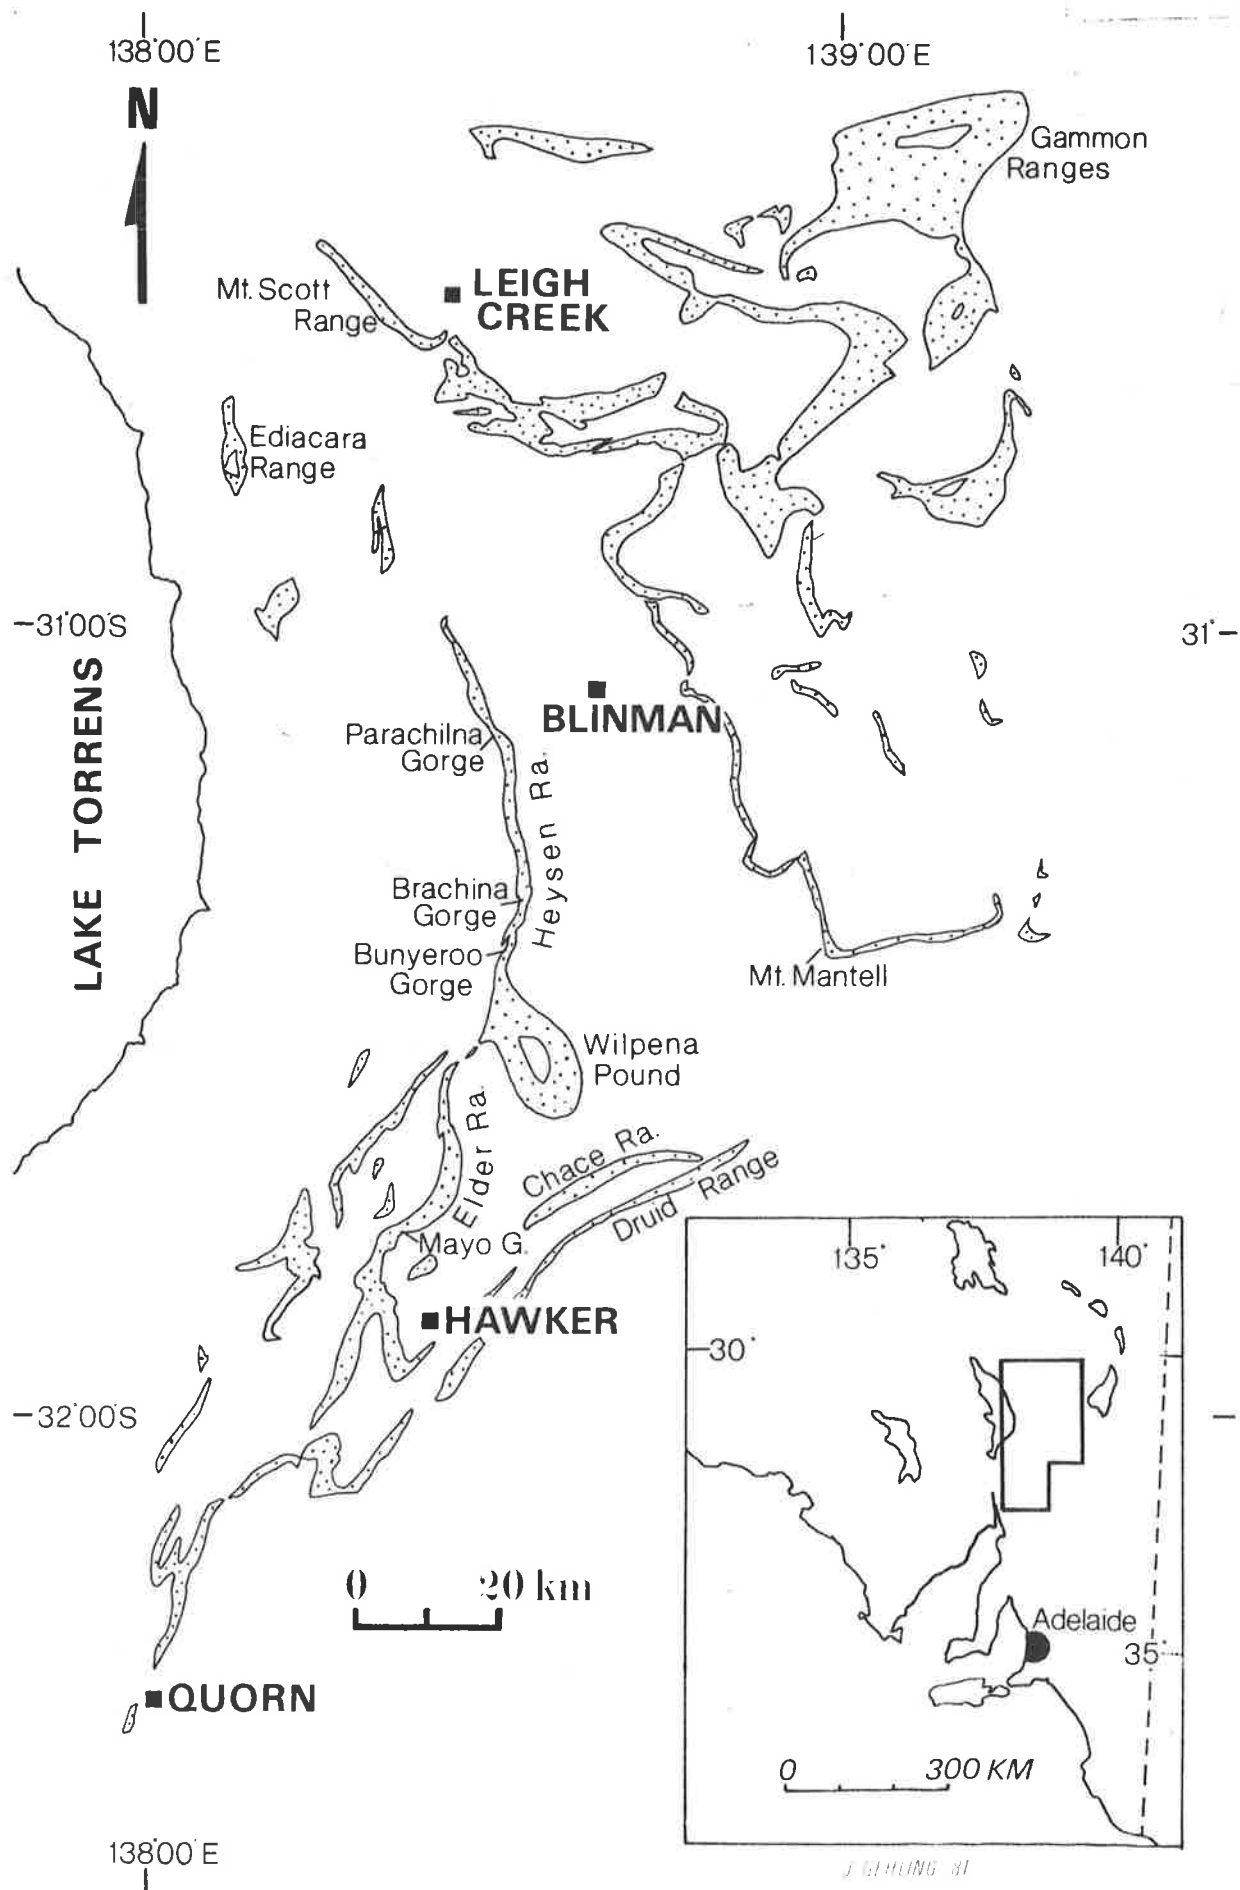 138°00'E
139°00'E
N
Gammon
Ranges
Mt. Scott
Range
LEIGH
CREEK
Ediacara
Range
31°00'S
31°
LAKE TORRENS
BLINMAN
Parachilna
Gorge
Heysen Ra.
Brachina
Gorge
Bunyeroo
Gorge
Mt. Mantell
Wilpena
Pound
Elder Ra.
Chace Ra.
Druid Range
Mayo G.
HAWKER
135°
140°
30°
32°00'S
0 20 km
Adelaide
35°
QUORN
0 300 KM
138°00'E
J GEHLING 81